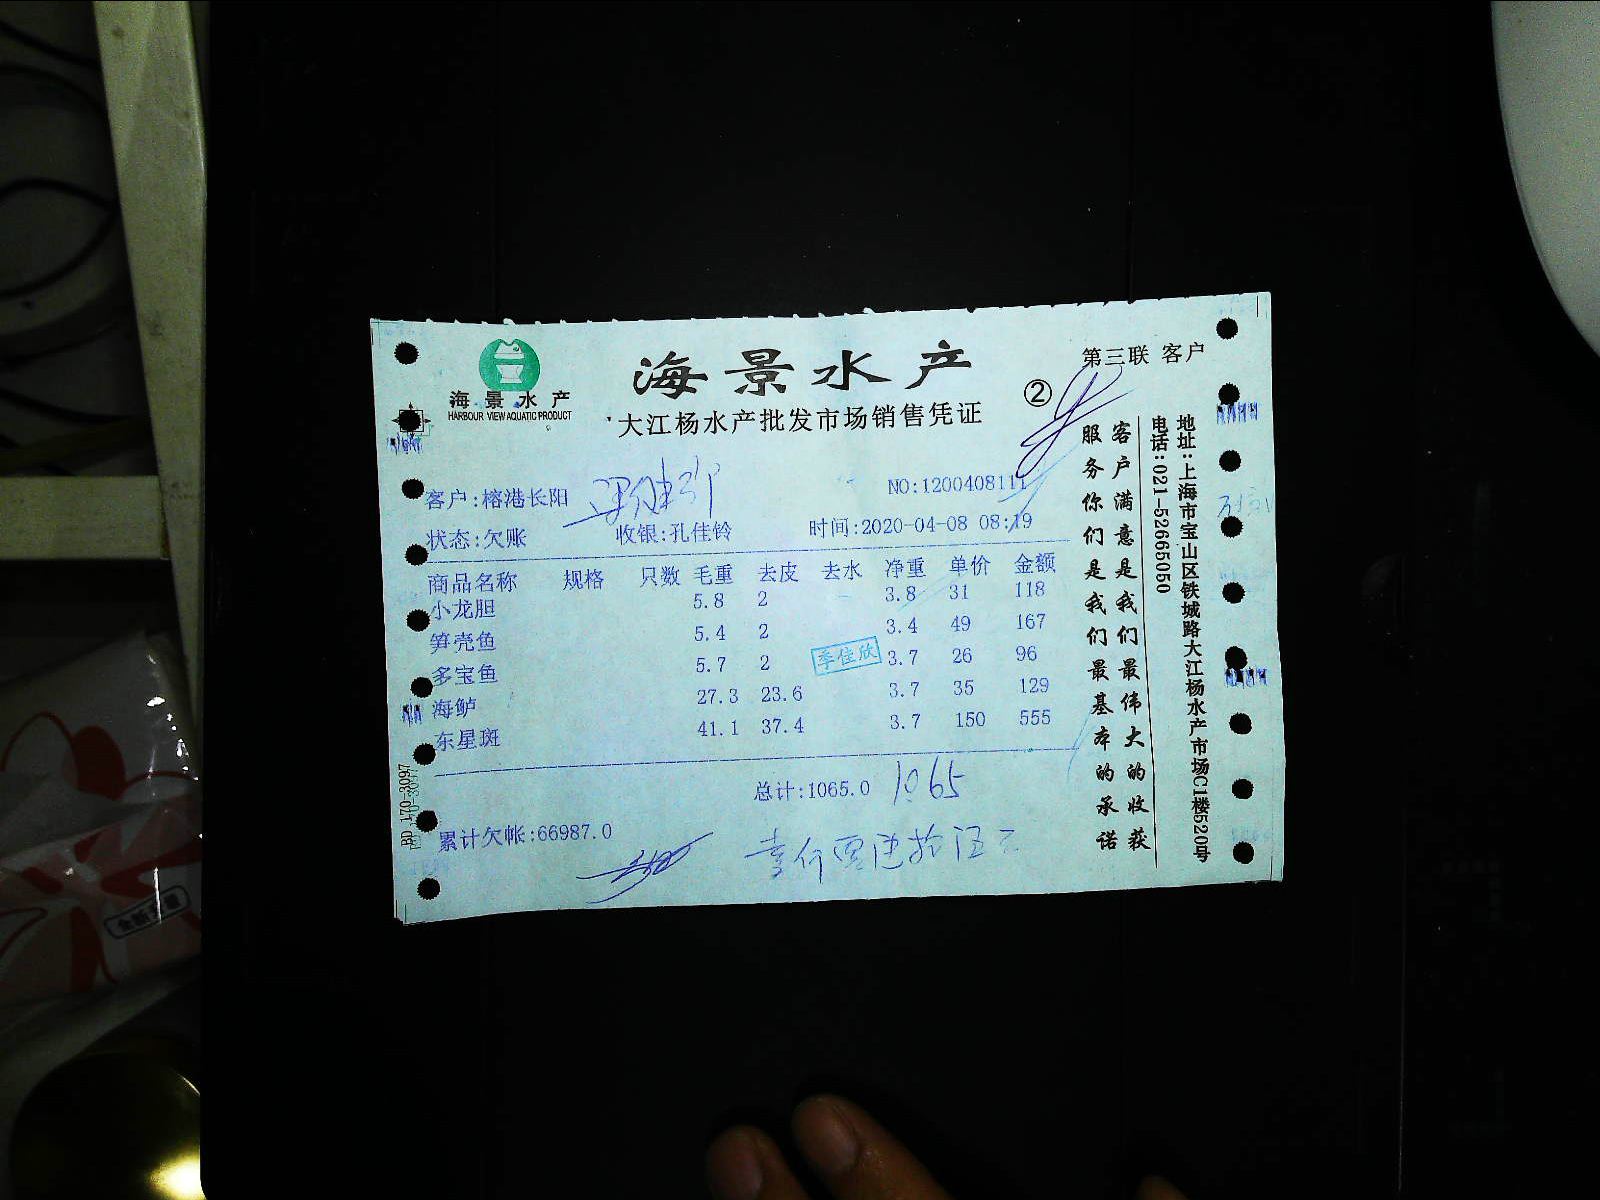 海景水产
HARBOUR VIEW AQUATIC PRODUCT
海景水产
大江杨水产批发市场销售凭证
②
第三联 客户
客户:榕港长阳
NO:1200408111
状态:欠账 收银:孔佳铃 时间:2020-04-08 08:19
商品名称 规格 只数 毛重 去皮 去水 净重 单价 金额
小龙胆 5.8 2 3.8 31 118
笋壳鱼 5.4 2 3.4 49 167
多宝鱼 5.7 2 3.7 26 96
海鲈 27.3 23.6 3.7 35 129
东星斑 41.1 37.4 3.7 150 555
季佳欣
总计:1065.0 1065
累计欠帐:66987.0
客户满意是我们最伟大的收获
服务你们是我们最基本的承诺
地址:上海市宝山区铁城路大江杨水产市场C1楼520号
电话:021-52665050
BD 170-3097